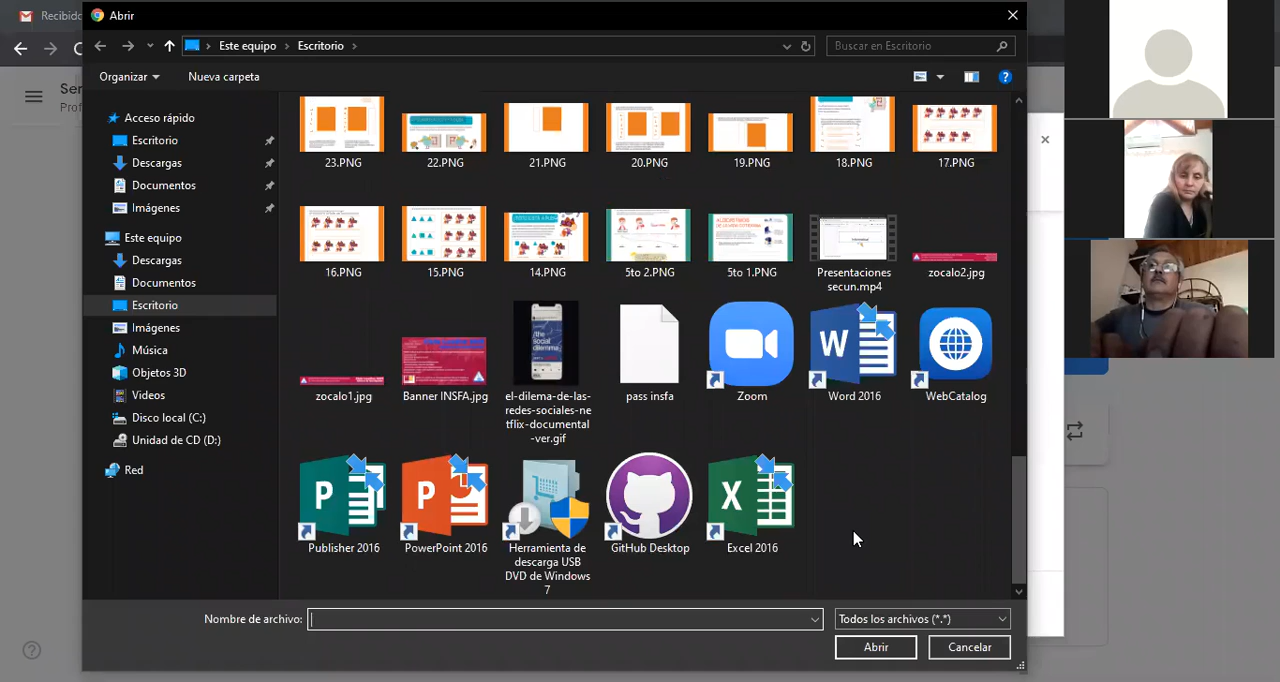 Recibido
Abrir
Este equipo
Escritorio
Buscar en Escritorio
Organizar
Nueva carpeta
Ser
Prof
Acceso rápido
Escritorio
Descargas
Documentos
Imágenes
Este equipo
Descargas
Documentos
Escritorio
Imágenes
Música
Objetos 3D
Videos
Disco local (C:)
Unidad de CD (D:)
Red
23.PNG
22.PNG
21.PNG
20.PNG
19.PNG
18.PNG
17.PNG
16.PNG
15.PNG
14.PNG
5to 2.PNG
5to 1.PNG
Presentaciones
secun.mp4
zocalo2.jpg
zocalo1.jpg
Banner INSFA.jpg
the
social
dilemma
el-dilema-de-las-
redes-sociales-ne
tflix-documental
-ver.gif
pass insfa
Zoom
Word 2016
WebCatalog
Publisher 2016
PowerPoint 2016
Herramienta de
descarga USB
DVD de Windows
7
GitHub Desktop
Excel 2016
Nombre de archivo:
Todos los archivos (*.*)
Abrir
Cancelar